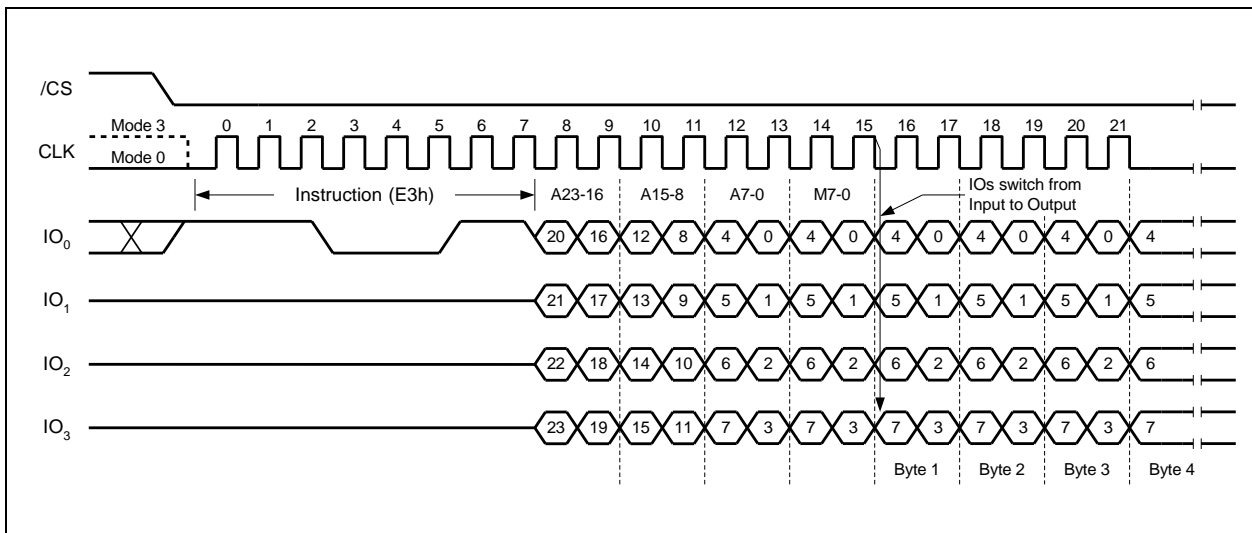 /CS
Mode 3 0 1 2 3 4 5 6 7 8 9 10 11 12 13 14 15 16 17 18 19 20 21
CLK Mode 0
Instruction (E3h) A23-16 A15-8 A7-0 M7-0 IOs switch from
Input to Output
IO0 20 16 12 8 4 0 4 0 4 0 4 0 4 0 4
IO1 21 17 13 9 5 1 5 1 5 1 5 1 5 1 5
IO2 22 18 14 10 6 2 6 2 6 2 6 2 6 2 6
IO3 23 19 15 11 7 3 7 3 7 3 7 3 7 3 7
Byte 1 Byte 2 Byte 3 Byte 4